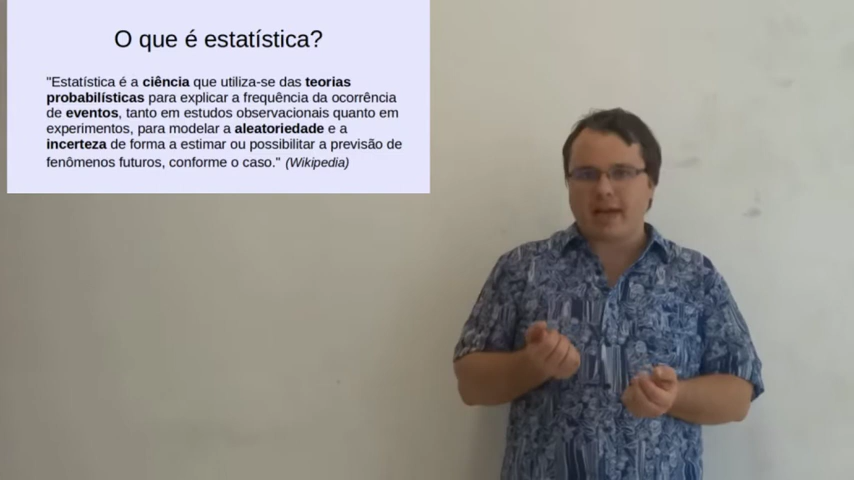 O que é estatística?
"Estatística é a ciência que utiliza-se das teorias
probabilísticas para explicar a frequência da ocorrência
de eventos, tanto em estudos observacionais quanto em
experimentos, para modelar a aleatoriedade e a
incerteza de forma a estimar ou possibilitar a previsão de
fenômenos futuros, conforme o caso." (Wikipedia)